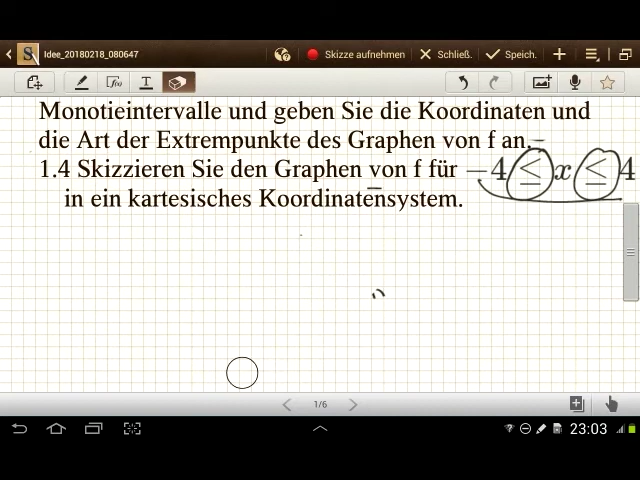 Idee_20180218_080647
Skizze aufnehmen
Schließ.
Speich.
f(x)
T
Monotieintervalle und geben Sie die Koordinaten und
die Art der Extrempunkte des Graphen von f an.
1.4 Skizzieren Sie den Graphen von f für −4 ≤ x ≤ 4
in ein kartesisches Koordinatensystem.
1/6
23:03